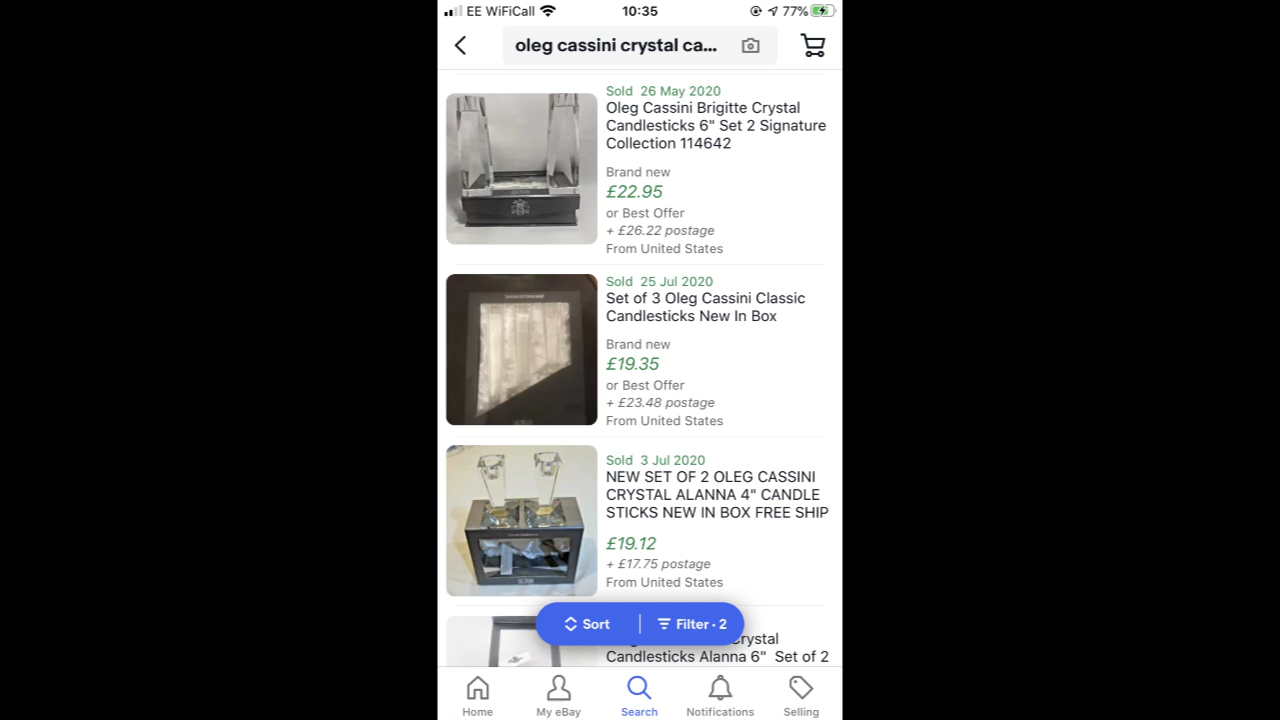 EE WiFiCall 10:35 77%
oleg cassini crystal ca...
Sold 26 May 2020
Oleg Cassini Brigitte Crystal
Candlesticks 6" Set 2 Signature
Collection 114642
Brand new
£22.95
or Best Offer
+ £26.22 postage
From United States
Sold 25 Jul 2020
Set of 3 Oleg Cassini Classic
Candlesticks New In Box
Brand new
£19.35
or Best Offer
+ £23.48 postage
From United States
Sold 3 Jul 2020
NEW SET OF 2 OLEG CASSINI
CRYSTAL ALANNA 4" CANDLE
STICKS NEW IN BOX FREE SHIP
£19.12
+ £17.75 postage
From United States
Sort Filter · 2
Crystal
Candlesticks Alanna 6" Set of 2
Home My eBay Search Notifications Selling